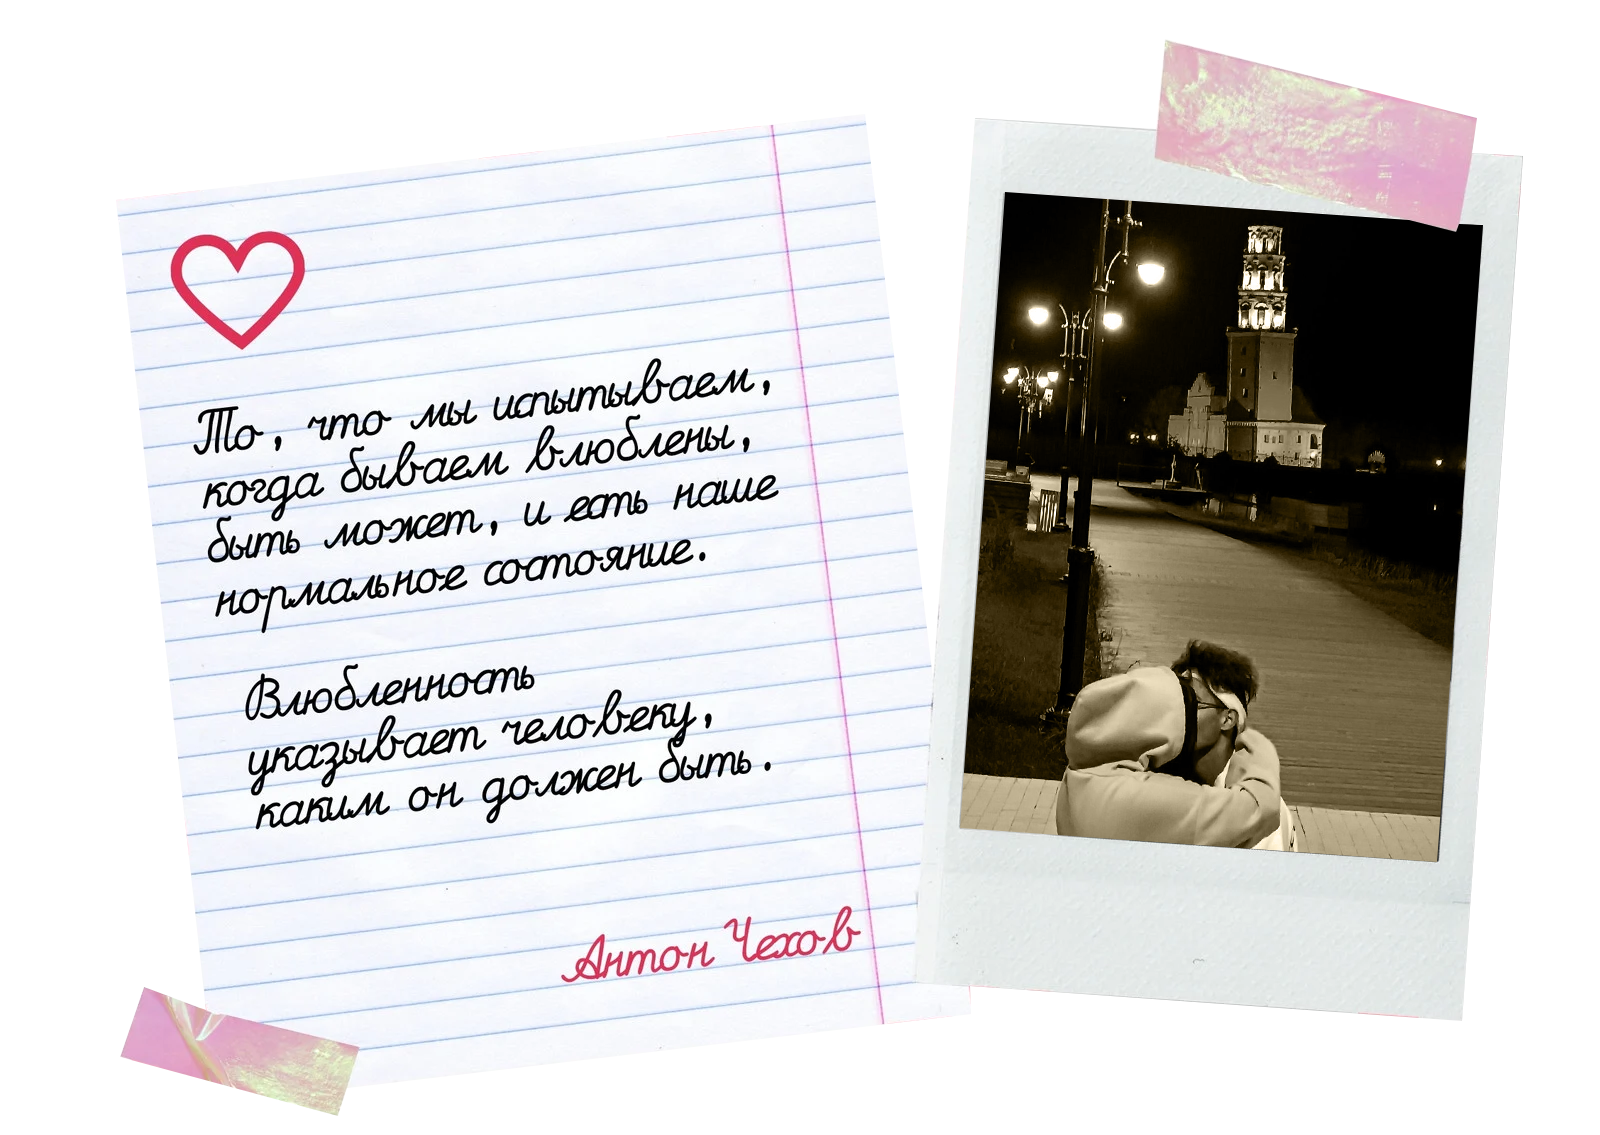 То, что мы испытываем,
когда бываем влюблены,
быть может, и есть наше
нормальное состояние.
Влюбленность
указывает человеку,
каким он должен быть.
Антон Чехов